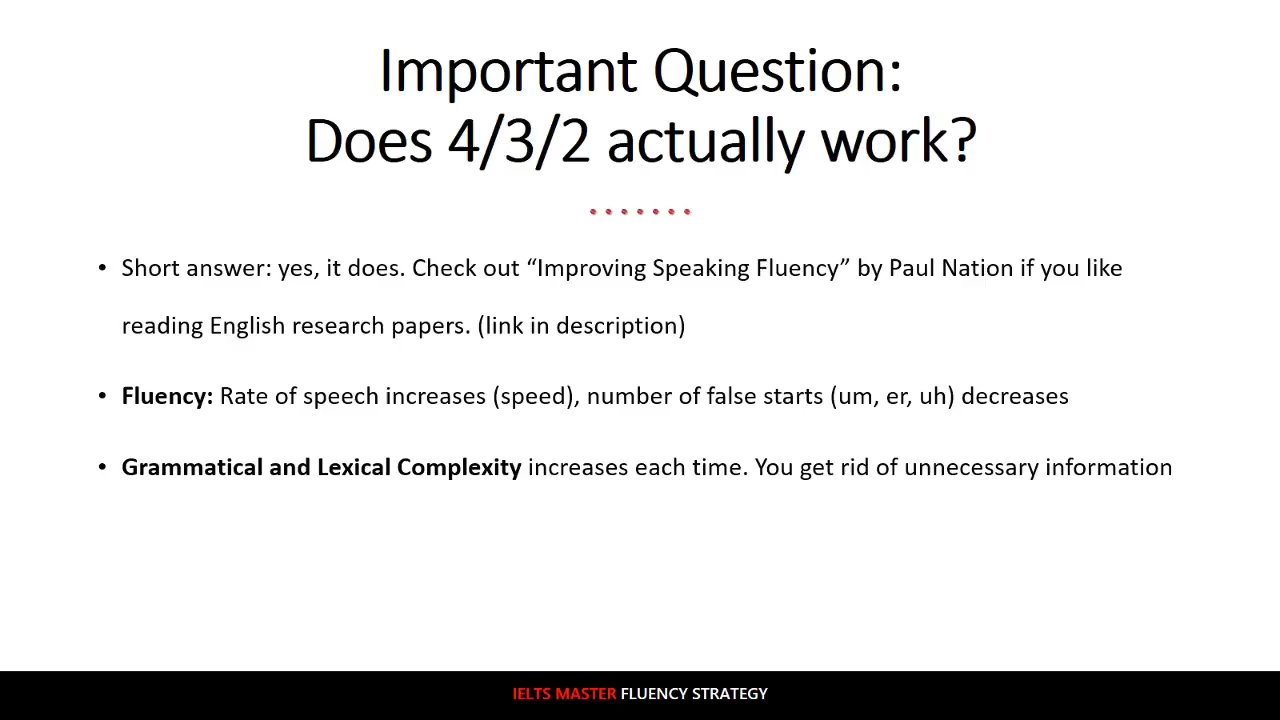 Important Question:
Does 4/3/2 actually work?
• Short answer: yes, it does. Check out “Improving Speaking Fluency” by Paul Nation if you like
reading English research papers. (link in description)
• Fluency: Rate of speech increases (speed), number of false starts (um, er, uh) decreases
• Grammatical and Lexical Complexity increases each time. You get rid of unnecessary information
IELTS MASTER FLUENCY STRATEGY